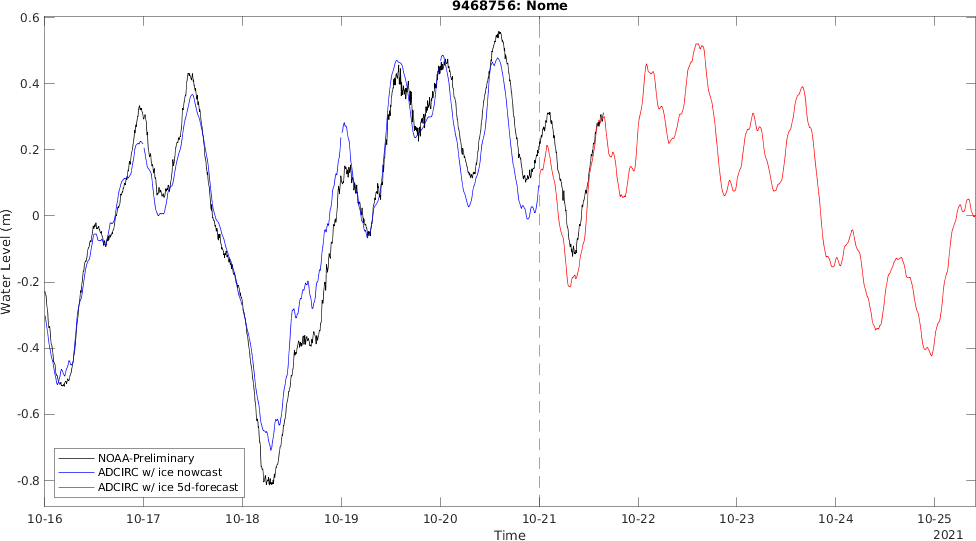 9468756: Nome
0.6
0.4
0.2
0
-0.2
-0.4
-0.6
-0.8
Water Level (m)
NOAA-Preliminary
ADCIRC w/ ice nowcast
ADCIRC w/ ice 5d-forecast
10-16 10-17 10-18 10-19 10-20 10-21 10-22 10-23 10-24 10-25
2021
Time